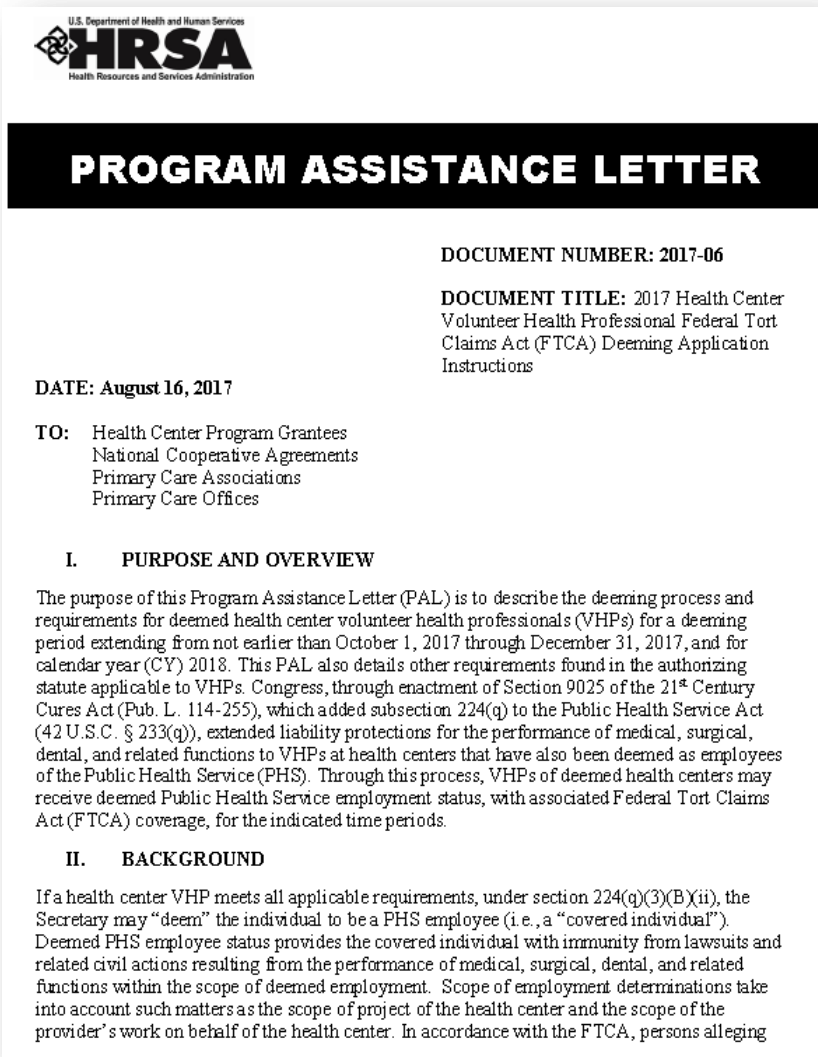 U.S. Department of Health and Human Services
HRSA
Health Resources and Services Administration
PROGRAM ASSISTANCE LETTER
DOCUMENT NUMBER: 2017-06
DOCUMENT TITLE: 2017 Health Center
Volunteer Health Professional Federal Tort
Claims Act (FTCA) Deeming Application
Instructions
DATE: August 16, 2017
TO: Health Center Program Grantees
National Cooperative Agreements
Primary Care Associations
Primary Care Offices
I. PURPOSE AND OVERVIEW
The purpose of this Program Assistance Letter (PAL) is to describe the deeming process and
requirements for deemed health center volunteer health professionals (VHPs) for a deeming
period extending from not earlier than October 1, 2017 through December 31, 2017, and for
calendar year (CY) 2018. This PAL also details other requirements found in the authorizing
statute applicable to VHPs. Congress, through enactment of Section 9025 of the 21st Century
Cures Act (Pub. L. 114-255), which added subsection 224(q) to the Public Health Service Act
(42 U.S.C. § 233(q)), extended liability protections for the performance of medical, surgical,
dental, and related functions to VHPs at health centers that have also been deemed as employees
of the Public Health Service (PHS). Through this process, VHPs of deemed health centers may
receive deemed Public Health Service employment status, with associated Federal Tort Claims
Act (FTCA) coverage, for the indicated time periods.
II. BACKGROUND
If a health center VHP meets all applicable requirements, under section 224(q)(3)(B)(ii), the
Secretary may “deem” the individual to be a PHS employee (i.e., a “covered individual”).
Deemed PHS employee status provides the covered individual with immunity from lawsuits and
related civil actions resulting from the performance of medical, surgical, dental, and related
functions within the scope of deemed employment. Scope of employment determinations take
into account such matters as the scope of project of the health center and the scope of the
provider’s work on behalf of the health center. In accordance with the FTCA, persons alleging